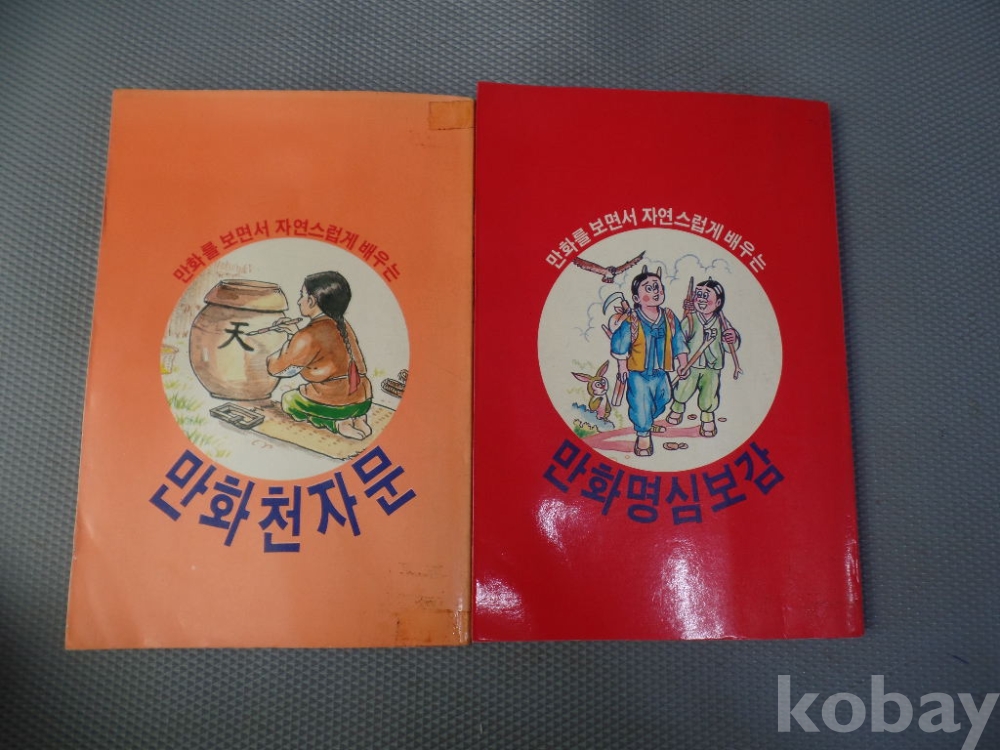 만화를 보면서 자연스럽게 배우는
天
만화천자문
만화를 보면서 자연스럽게 배우는
만화명심보감
kobay